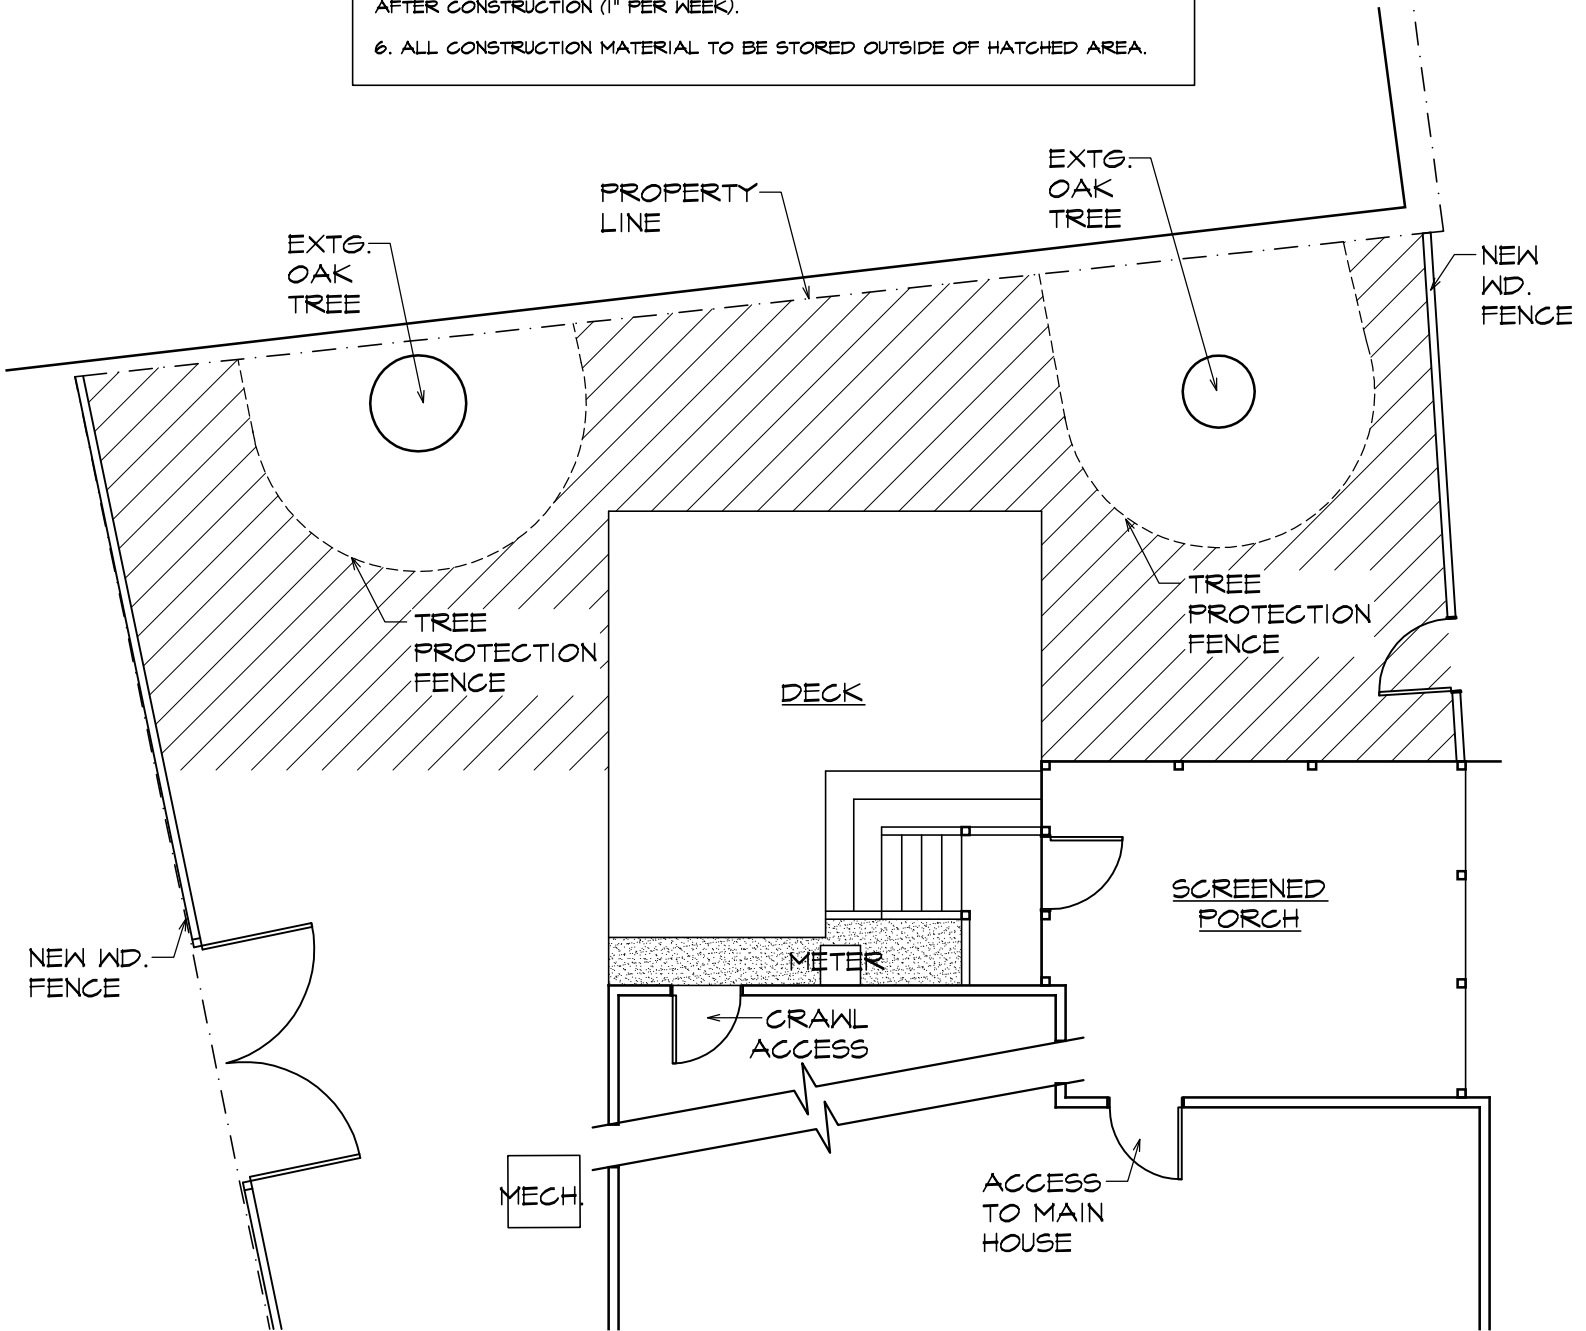 AFTER CONSTRUCTION (1" PER WEEK).
6. ALL CONSTRUCTION MATERIAL TO BE STORED OUTSIDE OF HATCHED AREA.
EXTG.
OAK
TREE
PROPERTY
LINE
EXTG.
OAK
TREE
NEW
WD.
FENCE
TREE
PROTECTION
FENCE
TREE
PROTECTION
FENCE
DECK
SCREENED
PORCH
NEW WD.
FENCE
METER
CRAWL
ACCESS
MECH.
ACCESS
TO MAIN
HOUSE